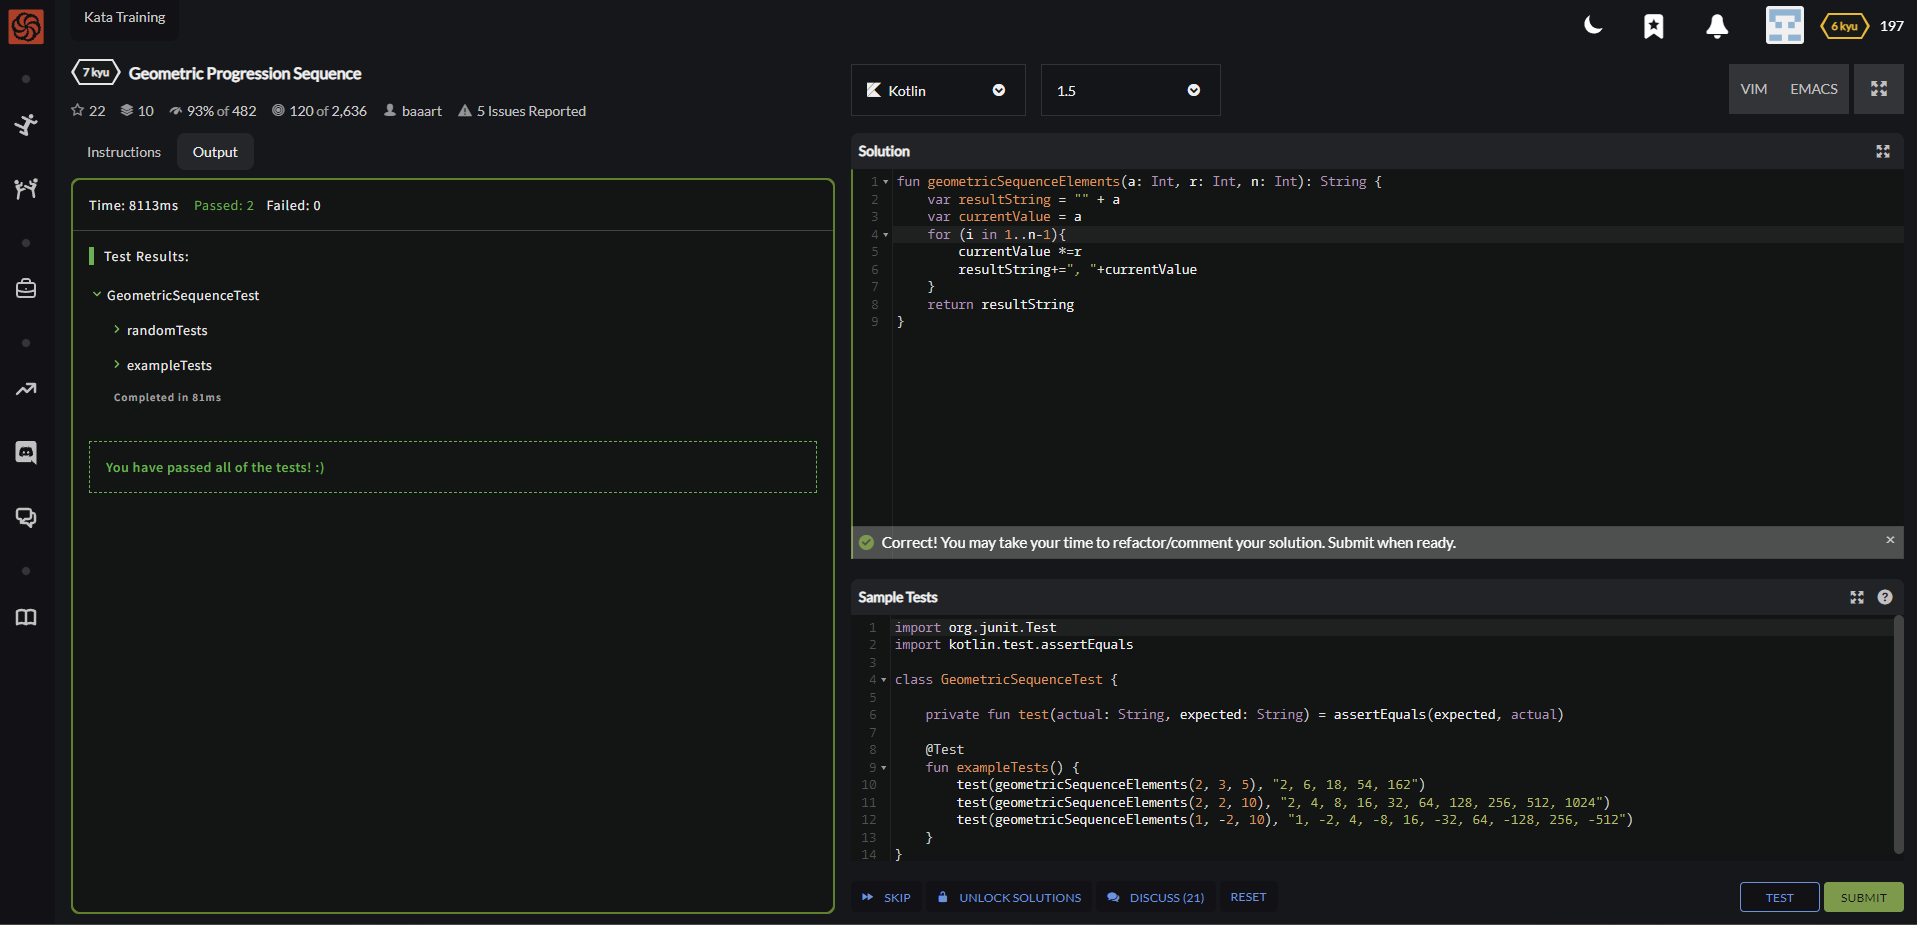 Kata Training
6 kyu 197
7 kyu Geometric Progression Sequence
22 10 93% of 482 120 of 2,636 baaart 5 Issues Reported
Instructions Output
Time: 8113ms Passed: 2 Failed: 0
Test Results:
GeometricSequenceTest
randomTests
exampleTests
Completed in 81ms
You have passed all of the tests! :)
Kotlin 1.5 VIM EMACS
Solution
1 fun geometricSequenceElements(a: Int, r: Int, n: Int): String {
2 var resultString = "" + a
3 var currentValue = a
4 for (i in 1..n-1){
5 currentValue *=r
6 resultString+=", "+currentValue
7 }
8 return resultString
9 }
Correct! You may take your time to refactor/comment your solution. Submit when ready. ×
Sample Tests
1 import org.junit.Test
2 import kotlin.test.assertEquals
3
4 class GeometricSequenceTest {
5
6 private fun test(actual: String, expected: String) = assertEquals(expected, actual)
7
8 @Test
9 fun exampleTests() {
10 test(geometricSequenceElements(2, 3, 5), "2, 6, 18, 54, 162")
11 test(geometricSequenceElements(2, 2, 10), "2, 4, 8, 16, 32, 64, 128, 256, 512, 1024")
12 test(geometricSequenceElements(1, -2, 10), "1, -2, 4, -8, 16, -32, 64, -128, 256, -512")
13 }
14 }
SKIP UNLOCK SOLUTIONS DISCUSS (21) RESET TEST SUBMIT